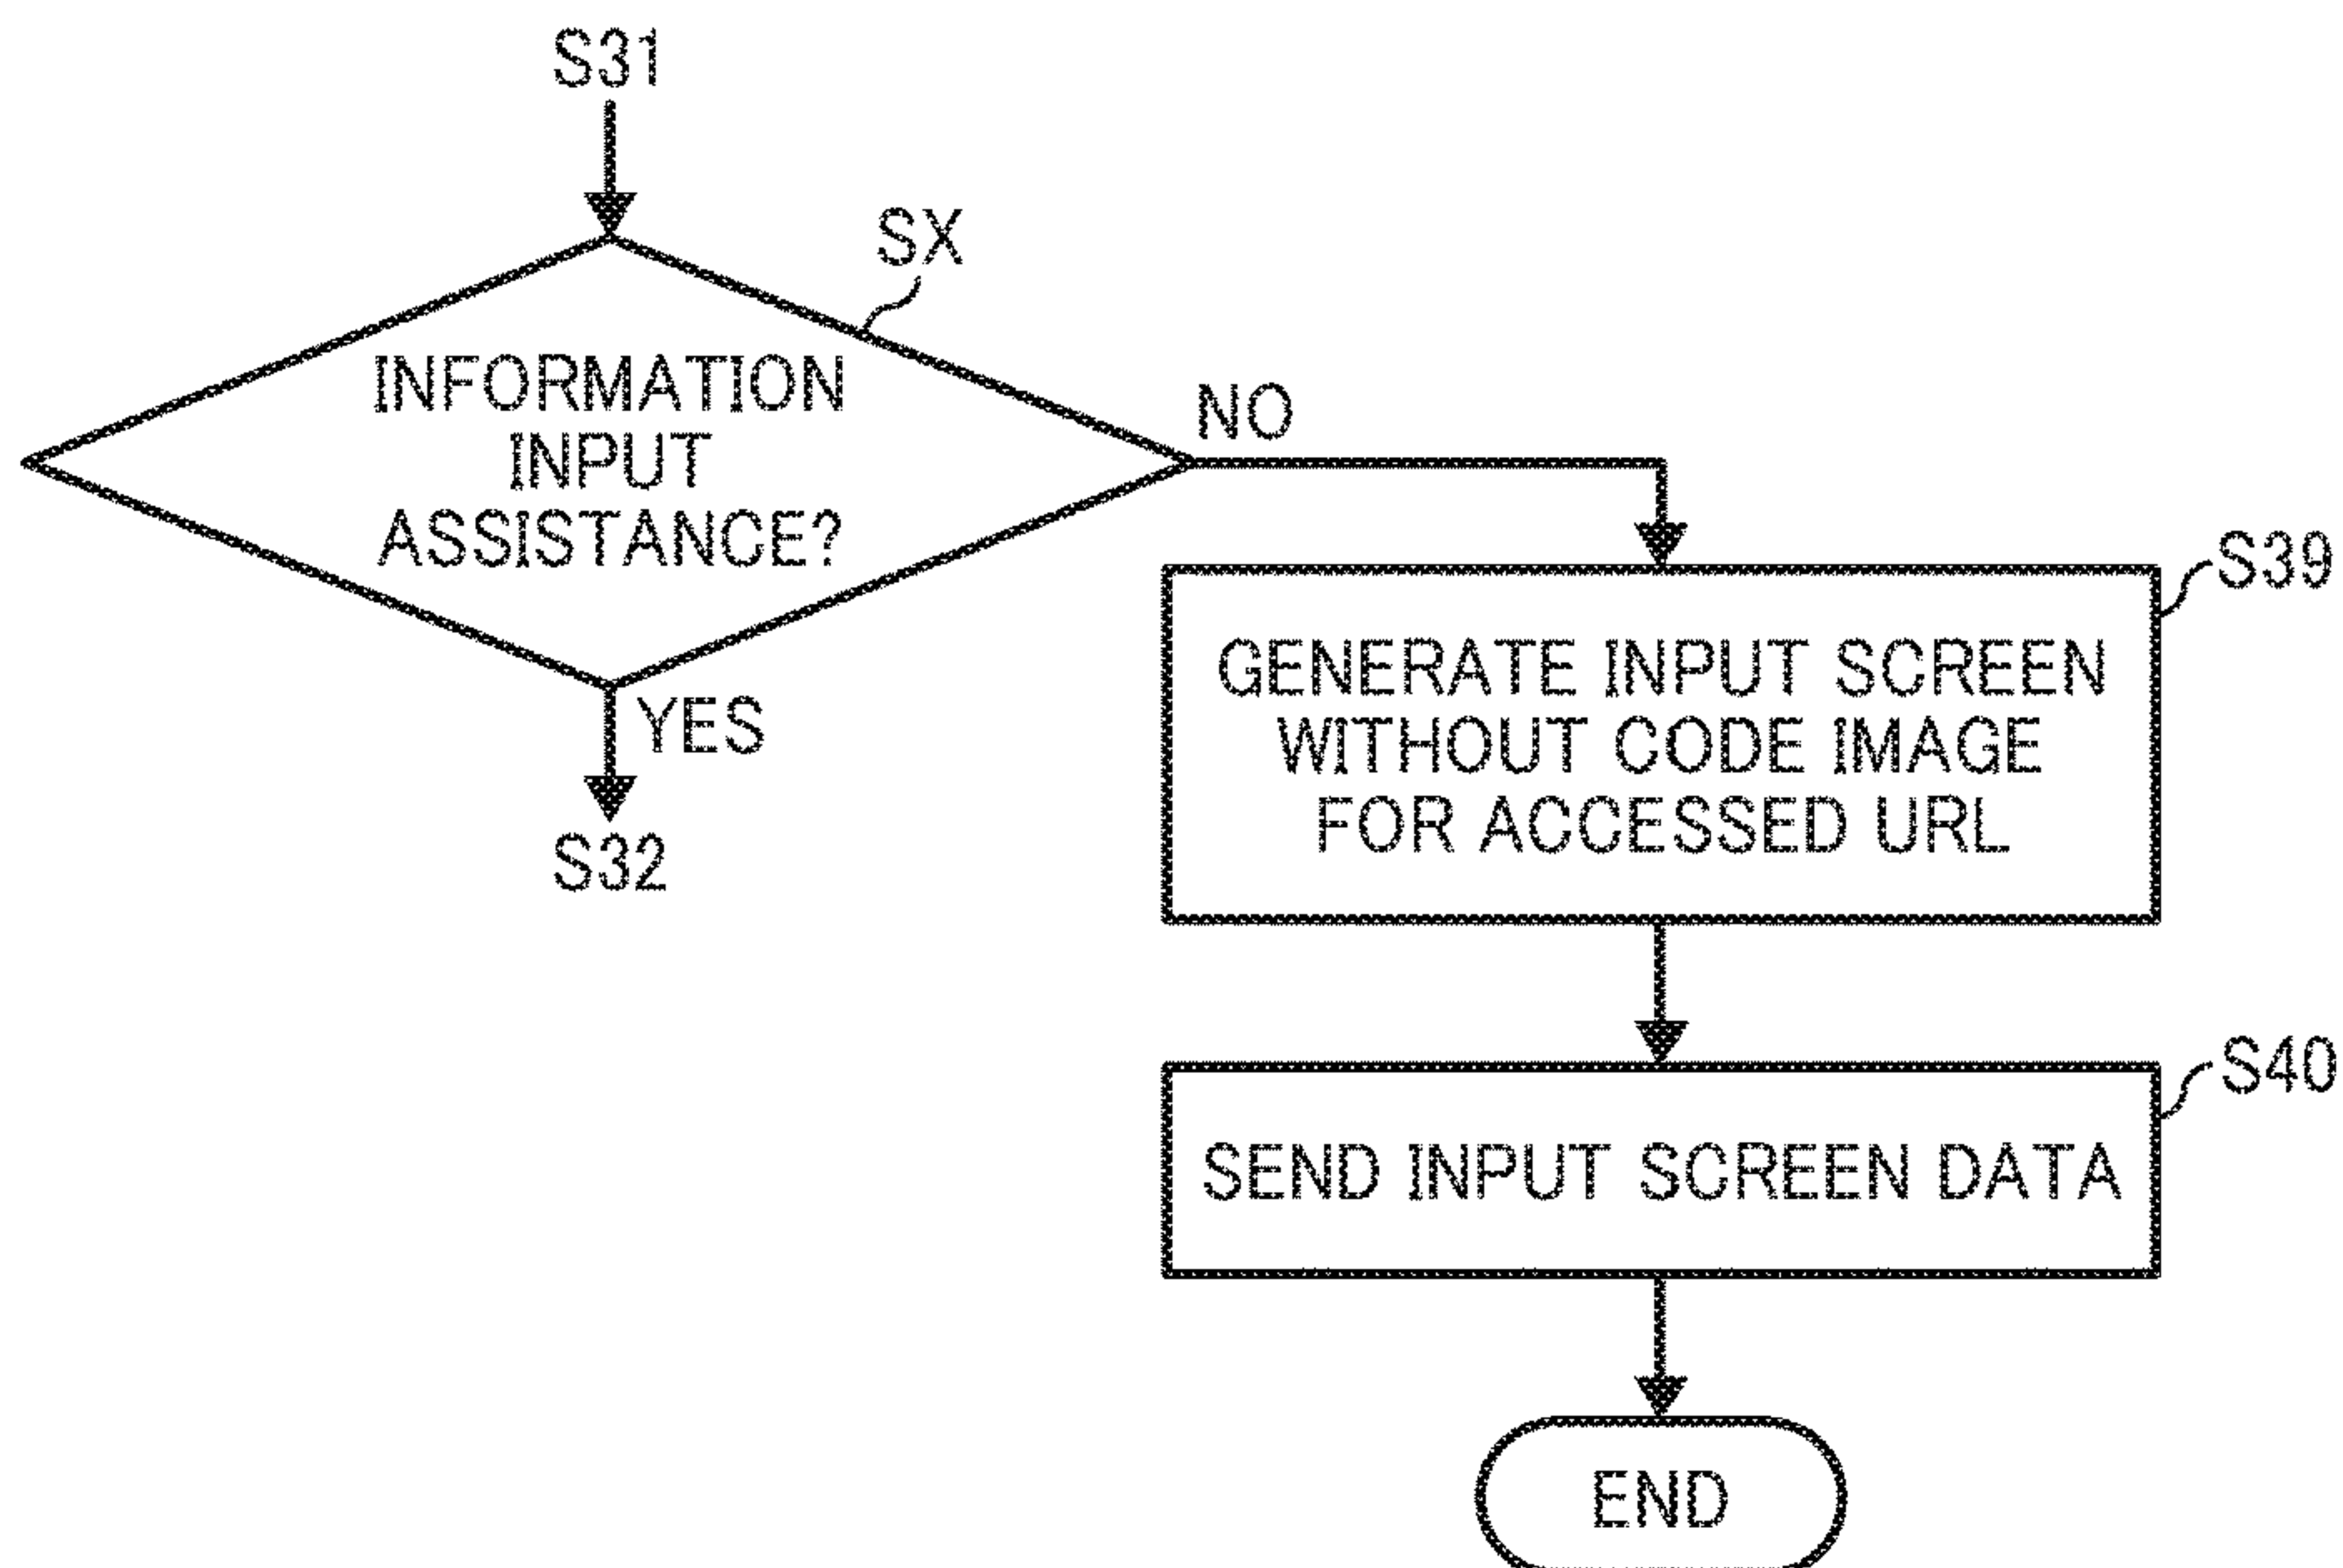 S31
SX
INFORMATION
INPUT
ASSISTANCE?
NO
YES
S32
S39
GENERATE INPUT SCREEN
WITHOUT CODE IMAGE
FOR ACCESSED URL
S40
SEND INPUT SCREEN DATA
END